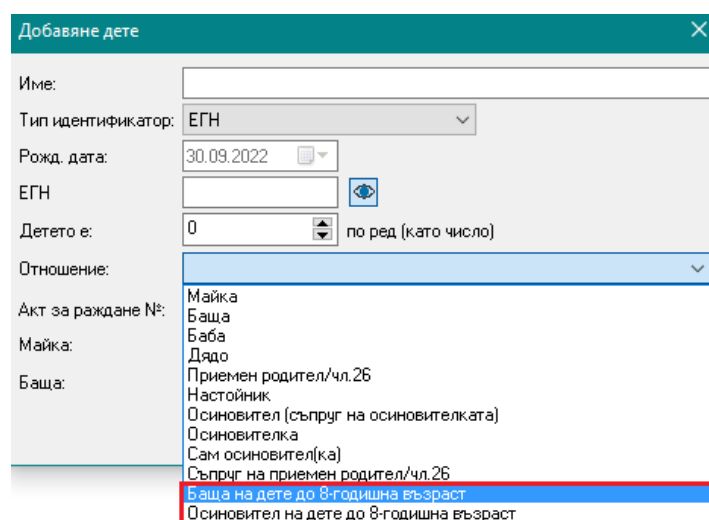 Добавяне дете
Име:
Тип идентификатор: ЕГН
Рожд. дата: 30.09.2022
ЕГН
Детето е: 0 по ред (като число)
Отношение:
Майка
Баща
Баба
Дядо
Приемен родител/чл.26
Настойник
Осиновител (съпруг на осиновителката)
Осиновителка
Сам осиновител(ка)
Съпруг на приемен родител/чл.26
Баща на дете до 8-годишна възраст
Осиновител на дете до 8-годишна възраст
Акт за раждане №:
Майка:
Баща: